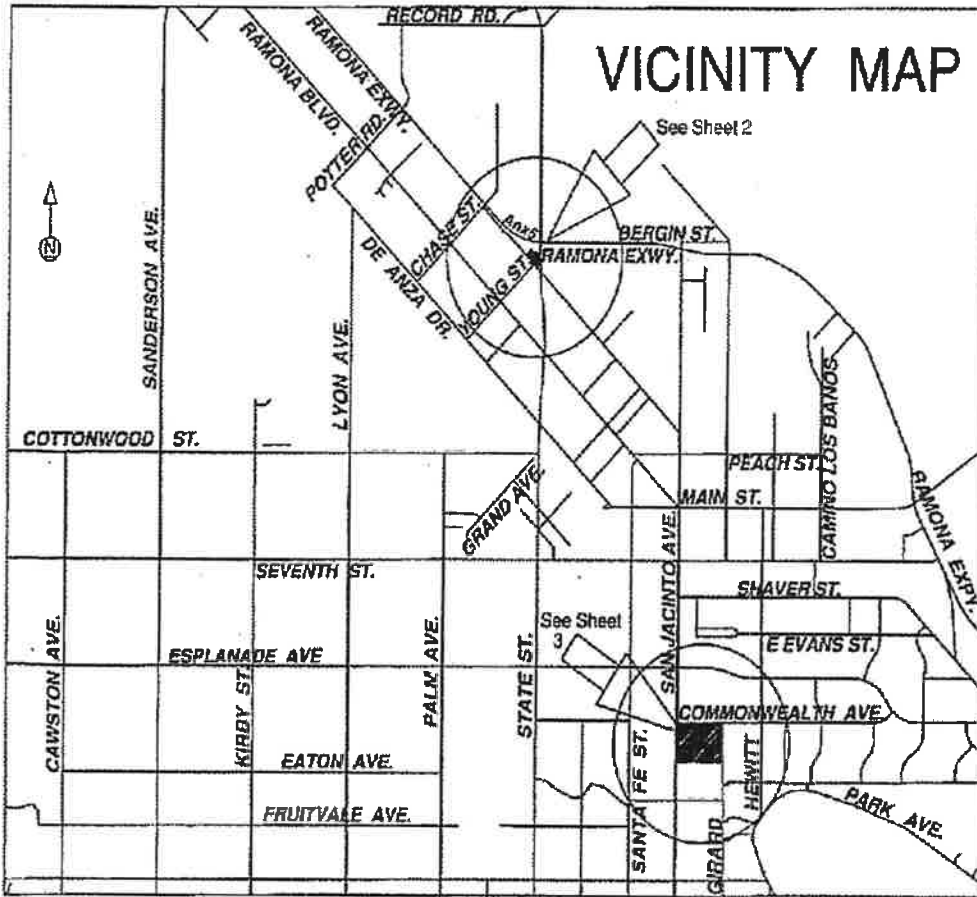 RECORD RD.
VICINITY MAP
RAMONA BLVD.
RAMONA EXWY.
POTTER RD.
See Sheet 2
SANDERSON AVE.
CHASE ST.
Anx5
BERGIN ST.
RAMONA EXWY.
YOUNG ST.
DE ANZA DR.
LYON AVE.
N
COTTONWOOD ST.
PEACH ST.
CAMINO LOS BANOS
MAIN ST.
GRAND AVE.
RAMONA EXPY.
SAN JACINTO AVE.
SEVENTH ST.
SHAVER ST.
See Sheet
3
E EVANS ST.
ESPLANADE AVE
CAWSTON AVE.
KIRBY ST.
PALM AVE.
STATE ST.
COMMONWEALTH AVE
EATON AVE.
SANTA FE ST.
HEWITT
PARK AVE.
FRUITVALE AVE.
GIRARD